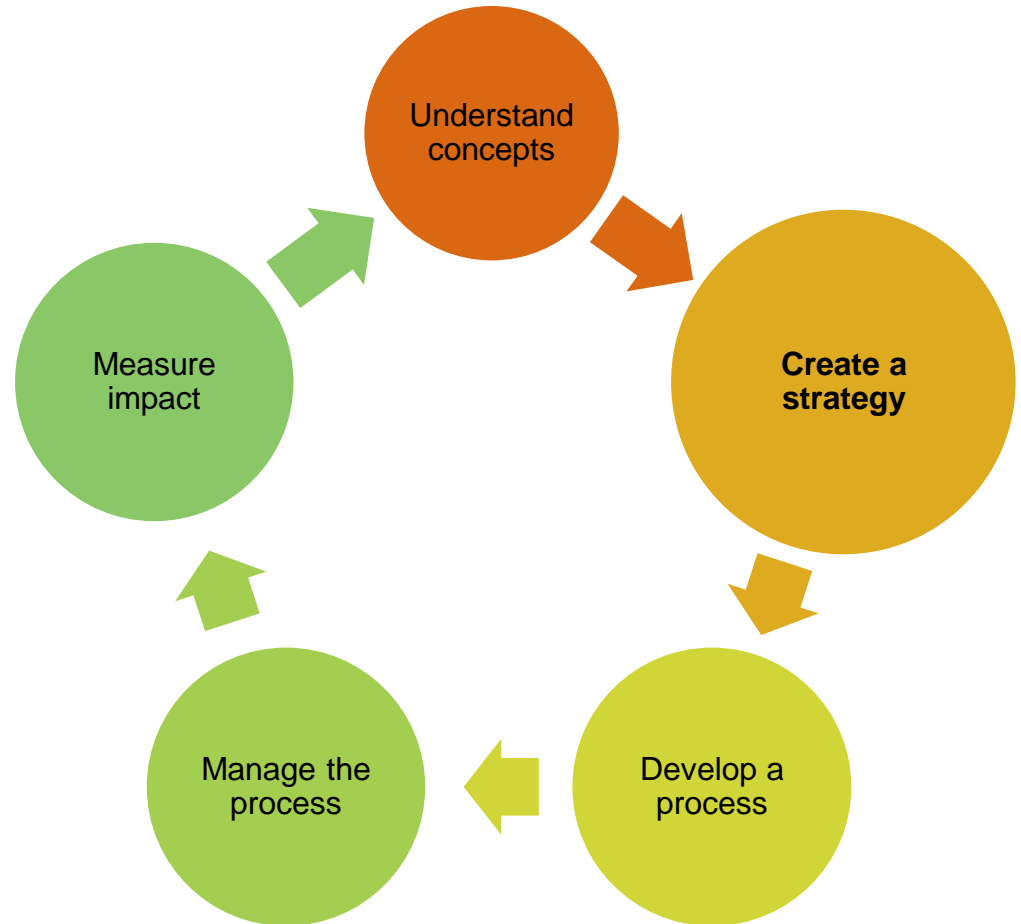 Understand
concepts
Create a
strategy
Develop a
process
Manage the
process
Measure
impact